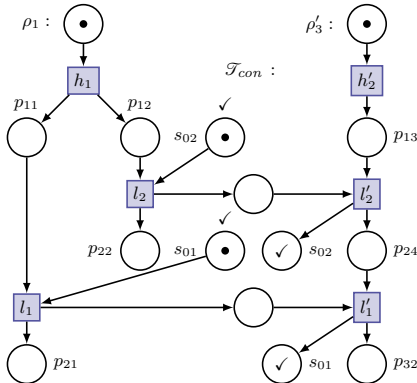 ρ₁ : ρ′₃ :
h₁ 𝒯_con : h′₂
p₁₁ p₁₂ ✓
s₀₂ p₁₃
l₂ l′₂
✓
p₂₂ s₀₁ ✓ s₀₂ p₂₄
l₁ l′₁
p₂₁ ✓ s₀₁ p₃₂